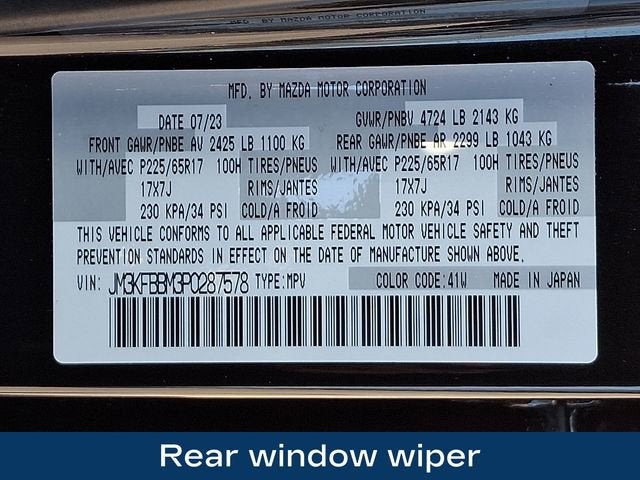 MFD. BY MAZDA MOTOR CORPORATION
DATE 07/23 GVWR/PNBV 4724 LB 2143 KG
FRONT GAWR/PNBE AV 2425 LB 1100 KG REAR GAWR/PNBE AR 2299 LB 1043 KG
WITH/AVEC P225/65R17 100H TIRES/PNEUS WITH/AVEC P225/65R17 100H TIRES/PNEUS
17X7J RIMS/JANTES 17X7J RIMS/JANTES
230 KPA/34 PSI COLD/A FROID 230 KPA/34 PSI COLD/A FROID
THIS VEHICLE CONFORMS TO ALL APPLICABLE FEDERAL MOTOR VEHICLE SAFETY AND THEFT
PREVENTION STANDARDS IN EFFECT ON THE DATE OF MANUFACTURE SHOWN ABOVE.
VIN: JM3KFBBM3P0287578 TYPE:MPV COLOR CODE:41W MADE IN JAPAN
Rear window wiper